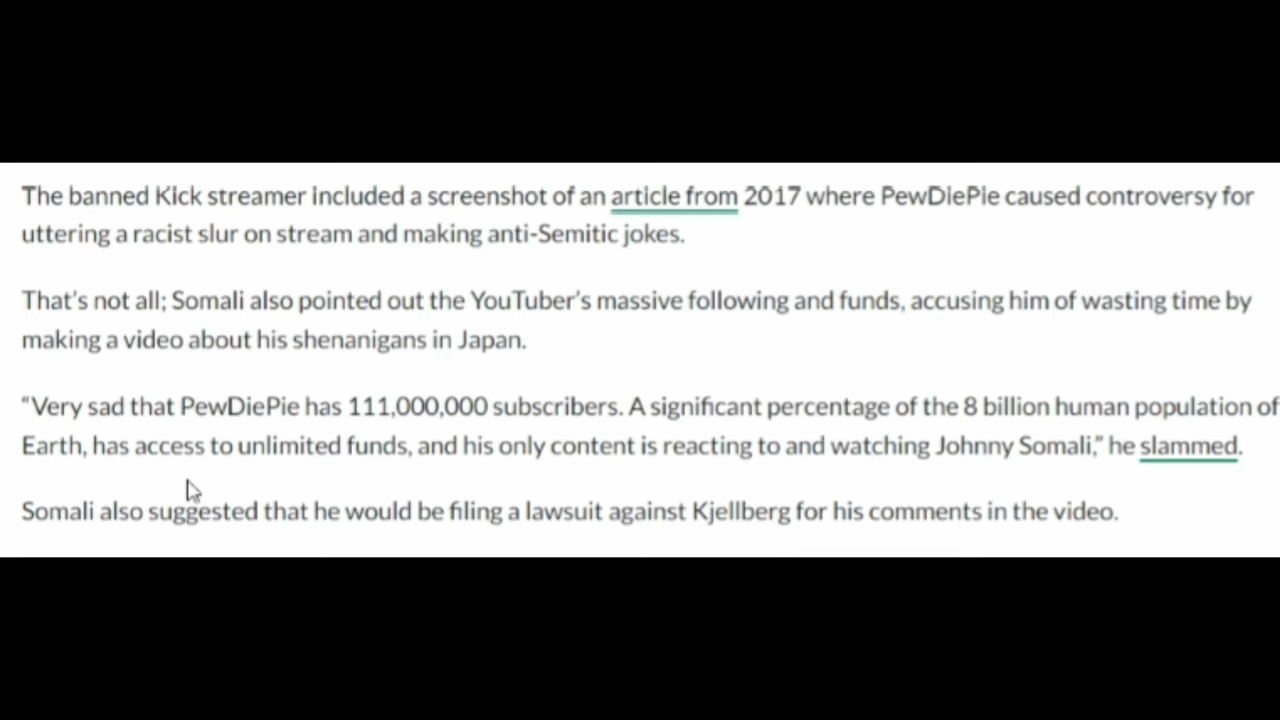 The banned Kick streamer included a screenshot of an article from 2017 where PewDiePie caused controversy for
uttering a racist slur on stream and making anti-Semitic jokes.
That's not all; Somali also pointed out the YouTuber's massive following and funds, accusing him of wasting time by
making a video about his shenanigans in Japan.
“Very sad that PewDiePie has 111,000,000 subscribers. A significant percentage of the 8 billion human population of
Earth, has access to unlimited funds, and his only content is reacting to and watching Johnny Somali,” he slammed.
Somali also suggested that he would be filing a lawsuit against Kjellberg for his comments in the video.